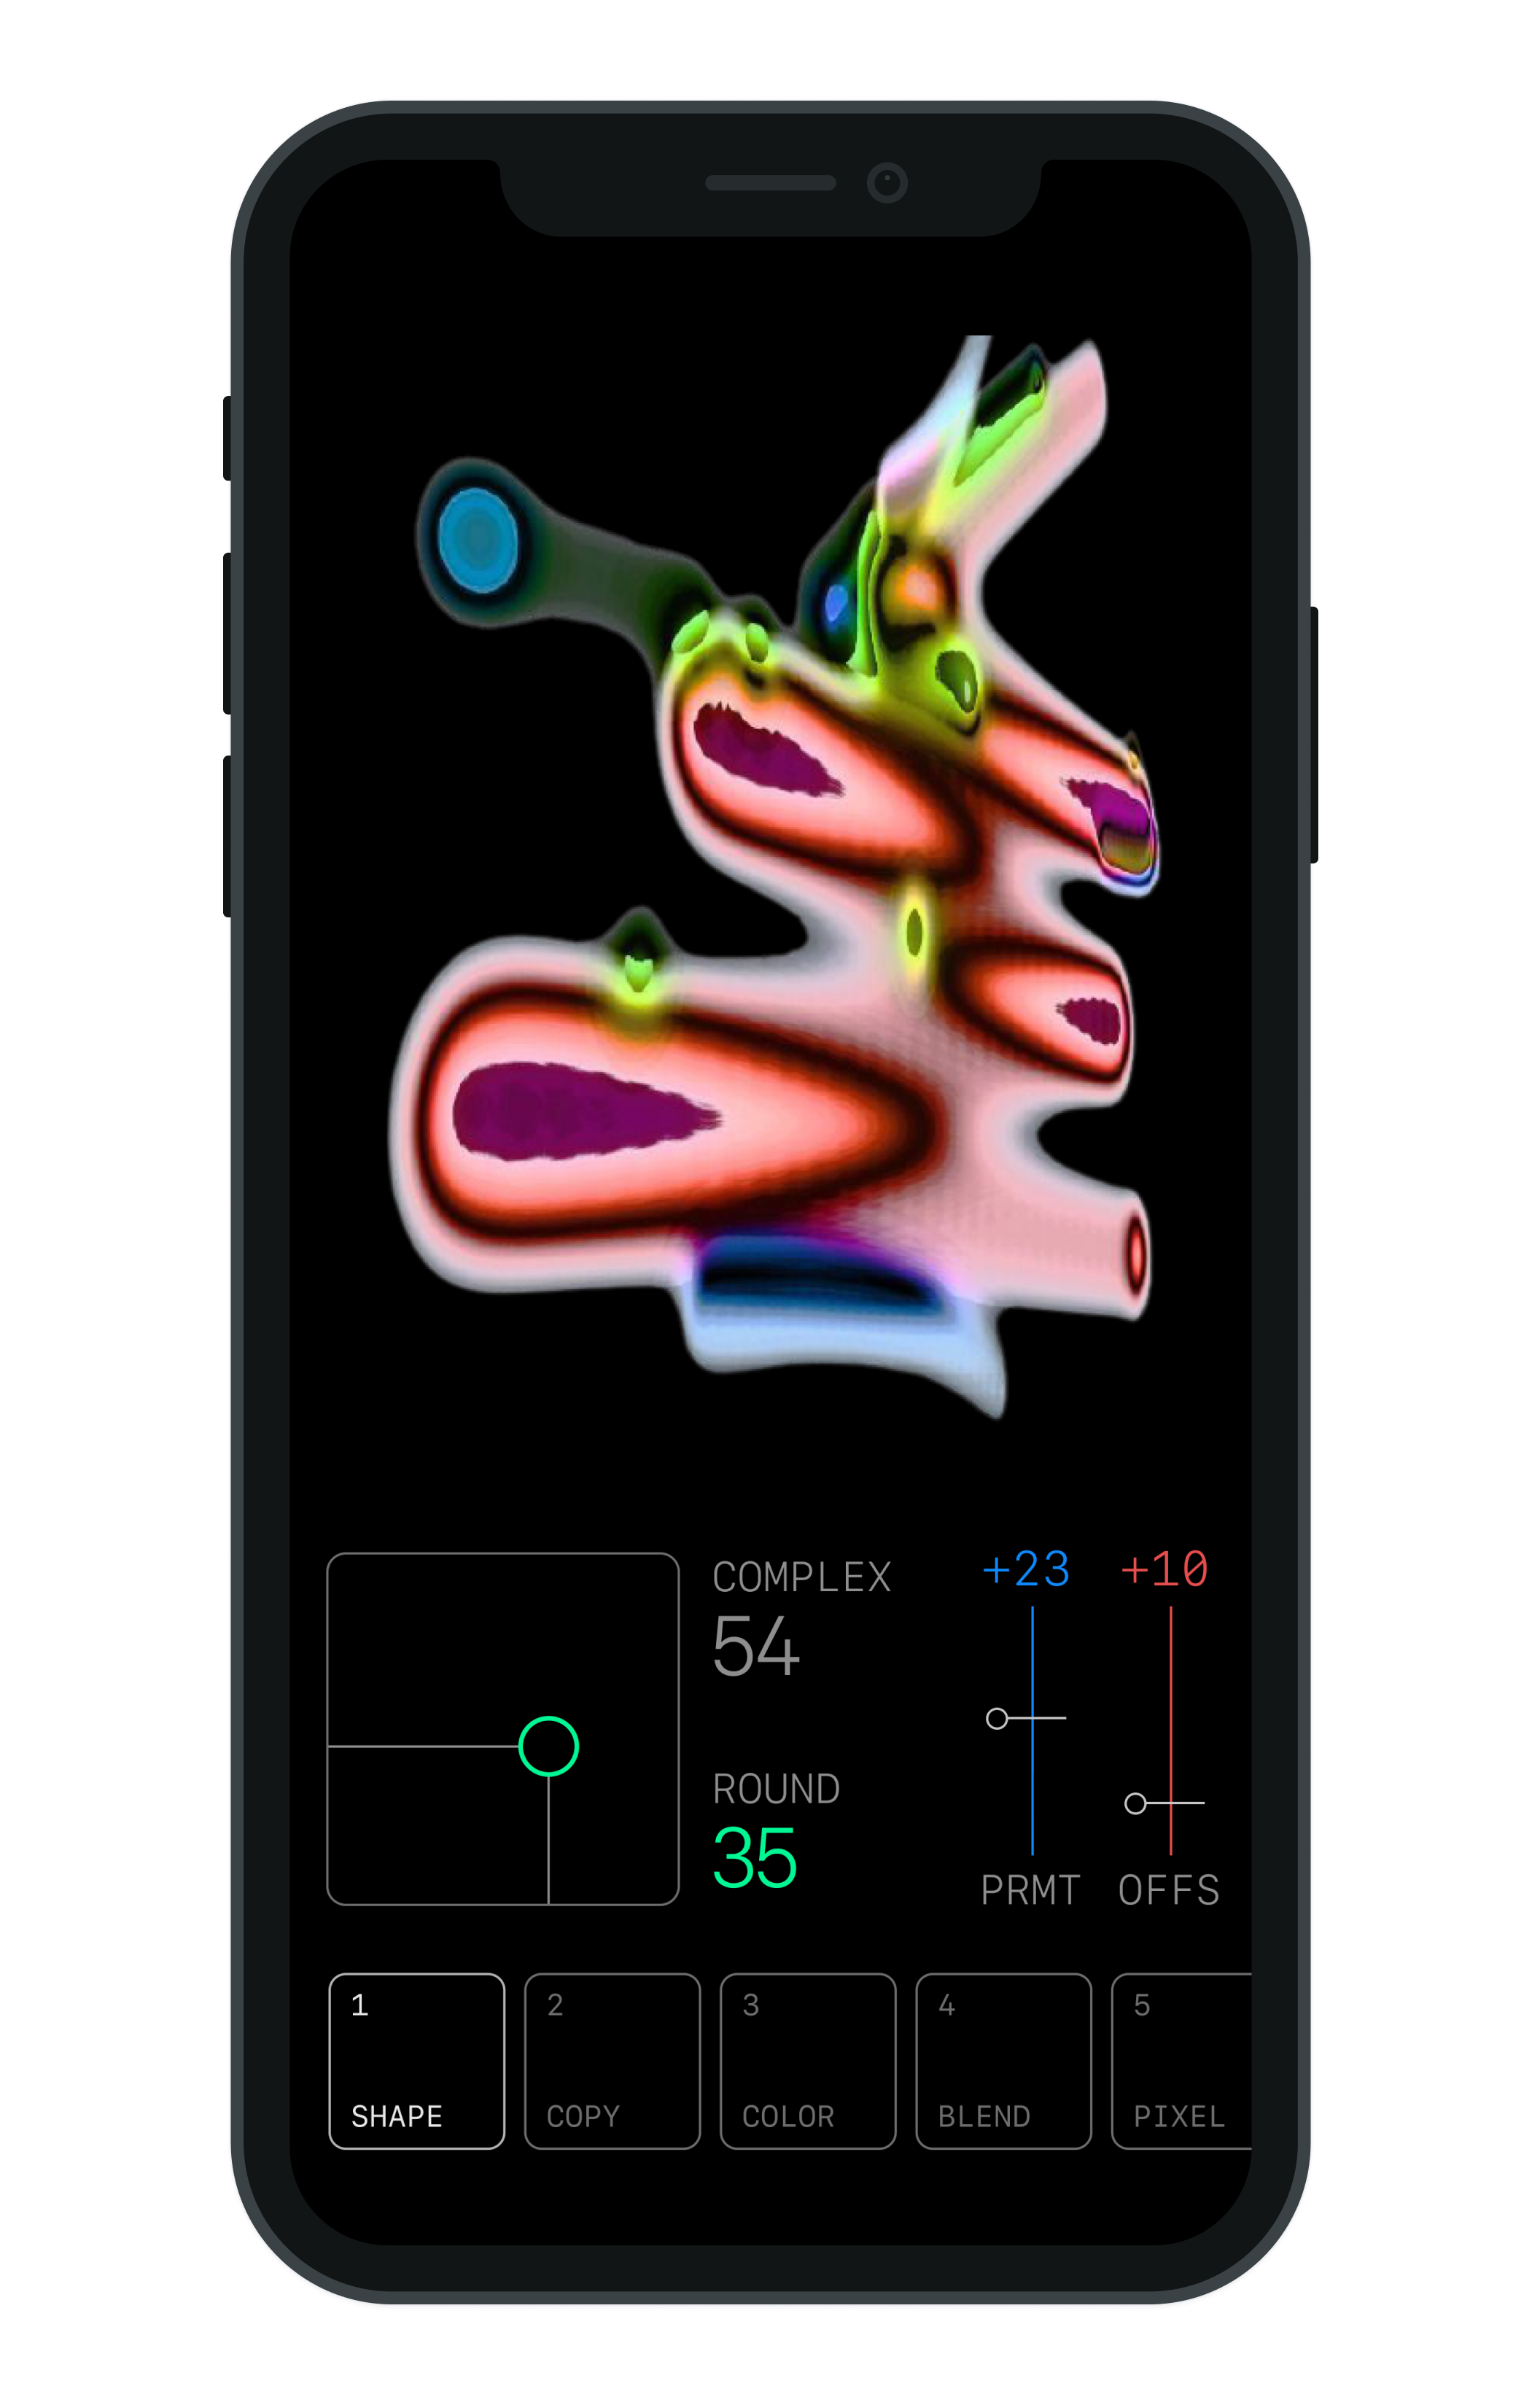 COMPLEX
54
ROUND
35
+23
PRMT
+10
OFFS
1
SHAPE
2
COPY
3
COLOR
4
BLEND
5
PIXEL